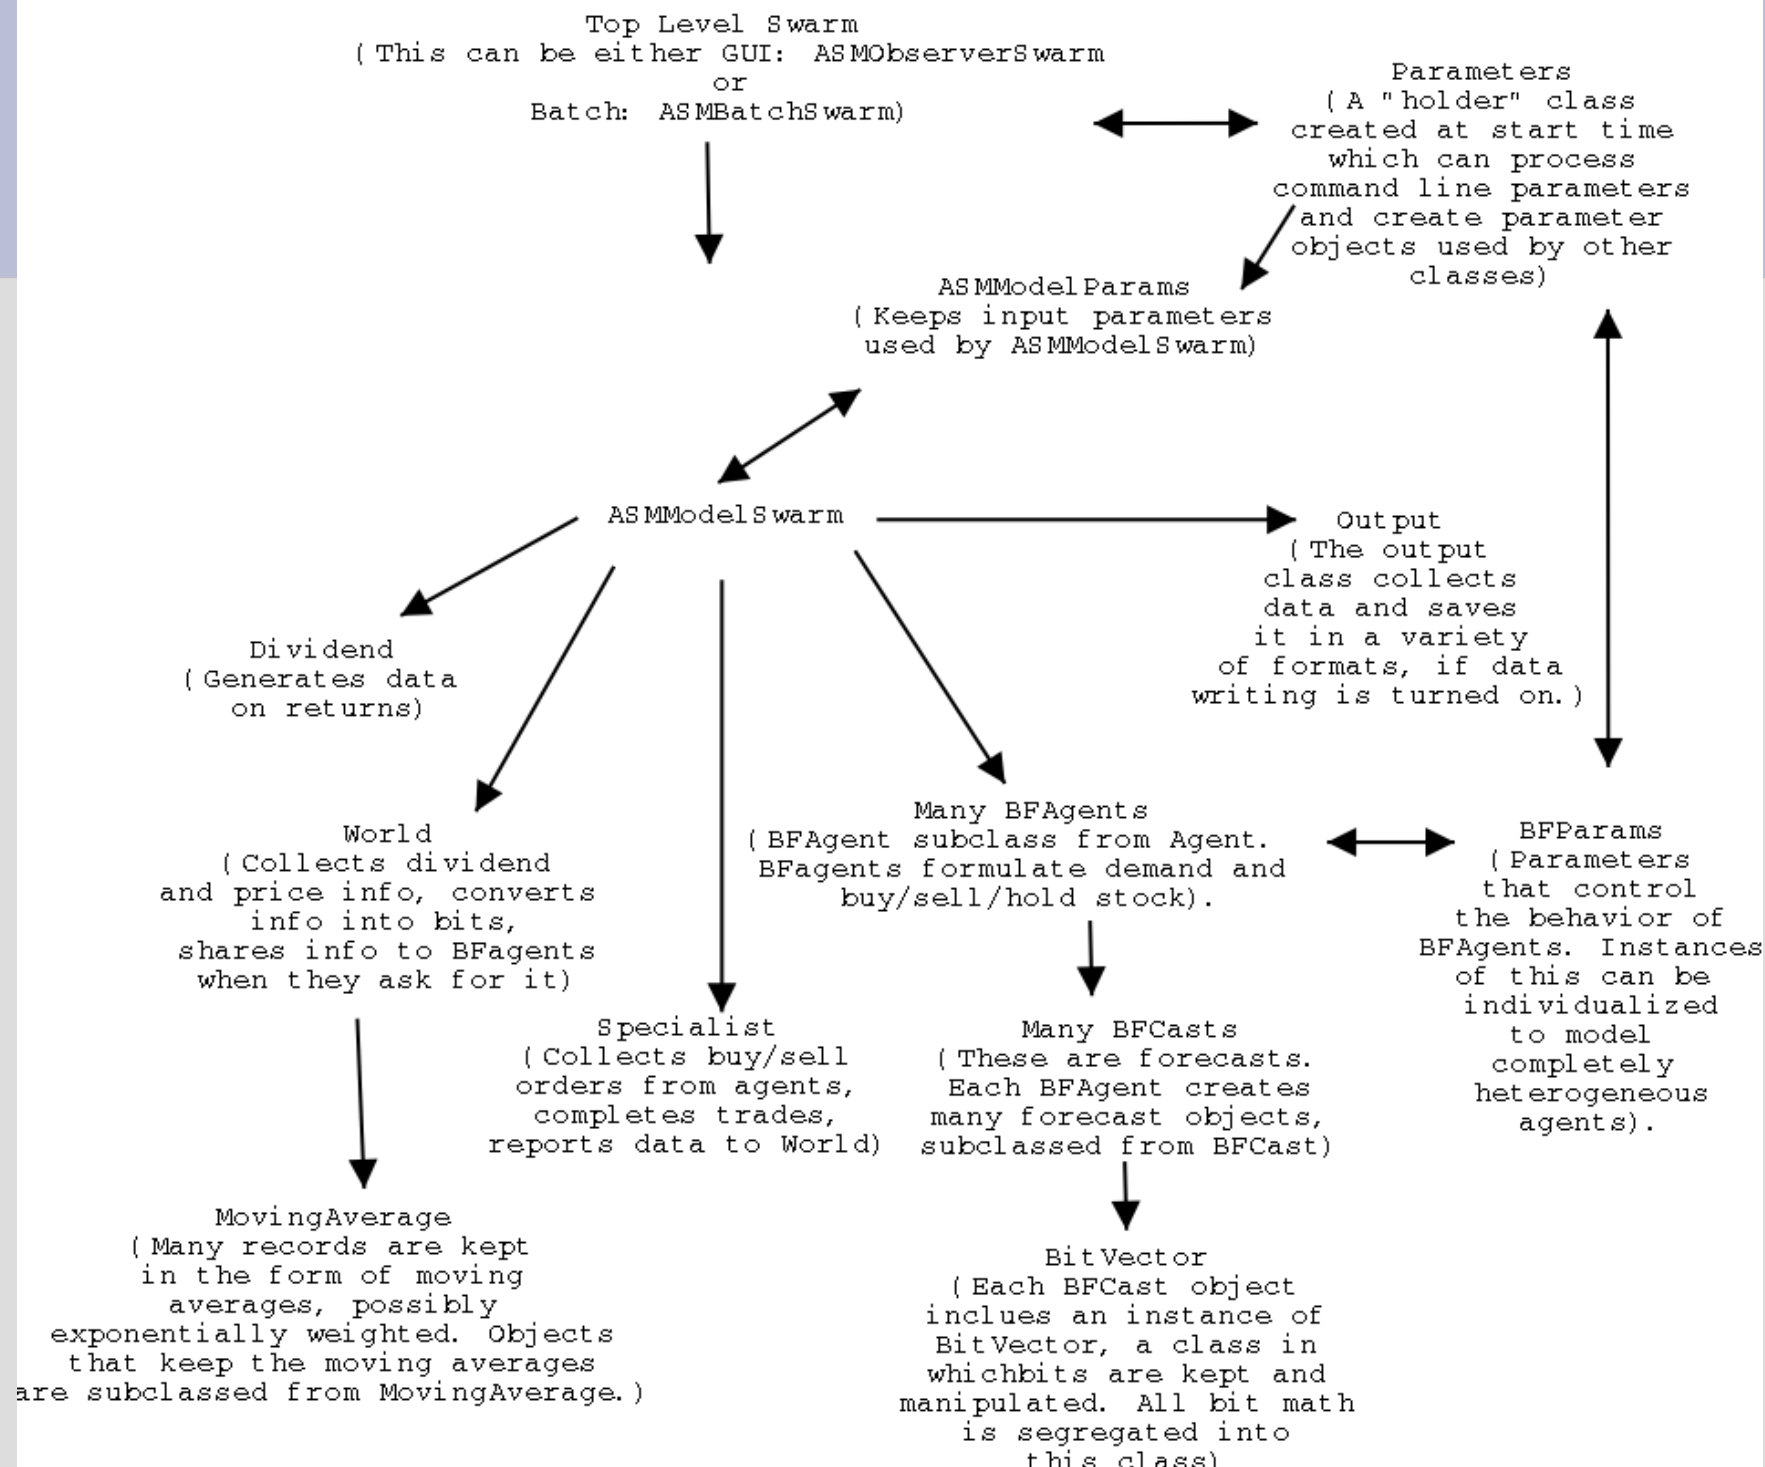 Top Level Swarm
(This can be either GUI: ASMObserverSwarm
or
Batch: ASMBatchSwarm)
Parameters
(A "holder" class
created at start time
which can process
command line parameters
and create parameter
objects used by other
classes)
ASMModelParams
(Keeps input parameters
used by ASMModelSwarm)
ASMModelSwarm
Output
(The output
class collects
data and saves
it in a variety
of formats, if data
writing is turned on.)
Dividend
(Generates data
on returns)
World
(Collects dividend
and price info, converts
info into bits,
shares info to BFagents
when they ask for it)
Many BFAgents
(BFAgent subclass from Agent.
BFagents formulate demand and
buy/sell/hold stock).
BFParams
(Parameters
that control
the behavior of
BFAgents. Instances
of this can be
individualized
to model
completely
heterogeneous
agents).
Specialist
(Collects buy/sell
orders from agents,
completes trades,
reports data to World)
Many BFCasts
(These are forecasts.
Each BFAgent creates
many forecast objects,
subclassed from BFCast)
MovingAverage
(Many records are kept
in the form of moving
averages, possibly
exponentially weighted. Objects
that keep the moving averages
are subclassed from MovingAverage.)
BitVector
(Each BFCast object
inclues an instance of
BitVector, a class in
whichbits are kept and
manipulated. All bit math
is segregated into
this class)